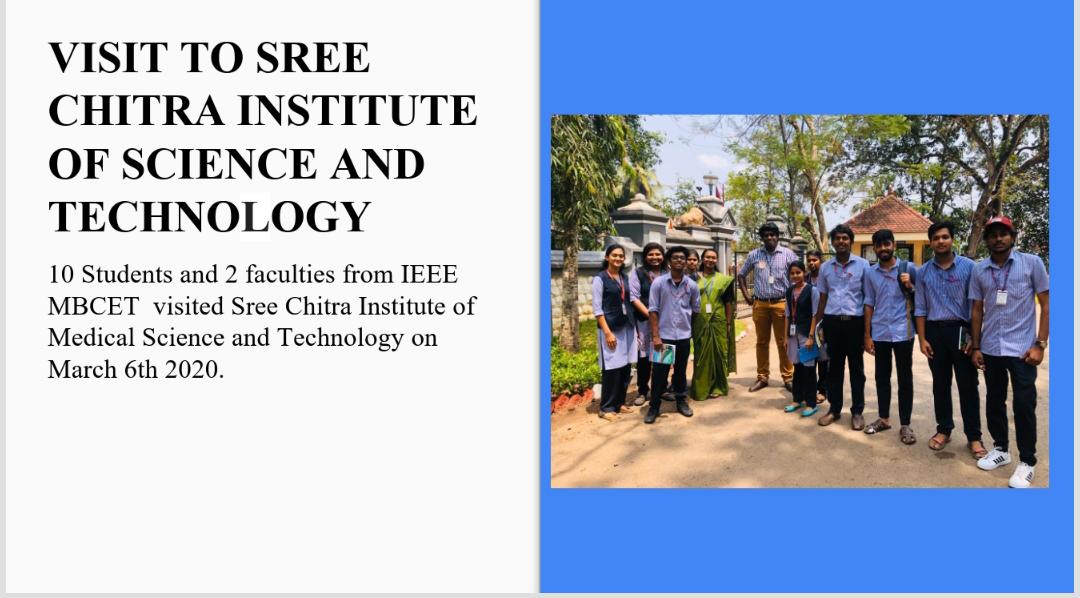 VISIT TO SREE
CHITRA INSTITUTE
OF SCIENCE AND
TECHNOLOGY
10 Students and 2 faculties from IEEE
MBCET  visited Sree Chitra Institute of
Medical Science and Technology on
March 6th 2020.